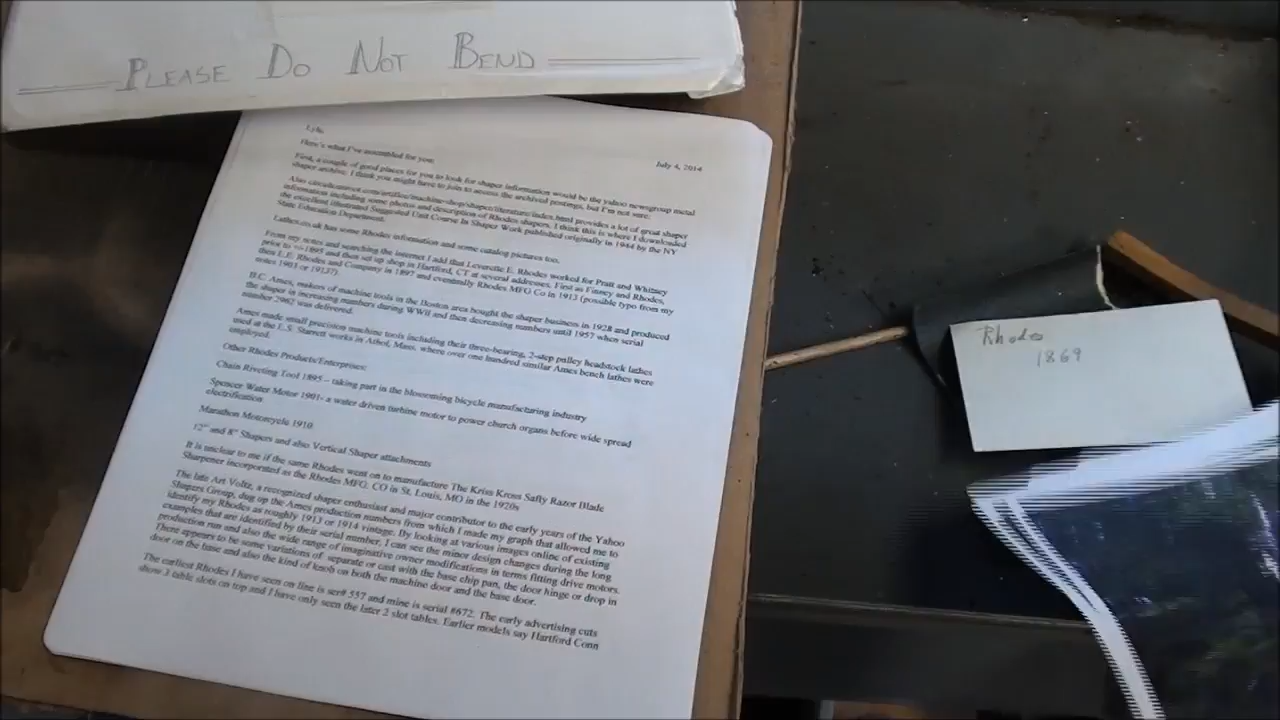 PLEASE DO NOT BEND
Lyle,
July 4, 2014
Here's what I've assembled for you:
First, a couple of good places for you to look for shaper information would be the yahoo newsgroup metal
shaper archive. I think you might have to join to access the archived postings, but I'm not sure.
provides a lot of great shaper
information including some photos and description of Rhodes shapers. I think this is where I downloaded
the excellent illustrated Suggested Unit Course In Shaper Work published originally in 1944 by the NY
State Education Department.
Lathes.co.uk has some Rhodes information and some catalog pictures too.
From my notes and searching the internet I add that Leverette E. Rhodes worked for Pratt and Whitney
prior to +/-1895 and then set up shop in Hartford, CT at several addresses. First as Finney and Rhodes,
then L.E. Rhodes and Company in 1897 and eventually Rhodes MFG. Co in 1913 (possible typo from my
notes 1903 or 1913?).
B.C. Ames, makers of machine tools in the Boston area bought the shaper business in 1928 and produced
the shaper in increasing numbers during WWII and then decreasing numbers until 1957 when serial
number 2962 was delivered.
Ames made small precision machine tools including their three-bearing, 2-step pulley headstock lathes
used at the L.S. Starrett works in Athol, Mass. where over one hundred similar Ames bench lathes were
employed.
Other Rhodes Products/Enterprises:
Chain Riveting Tool 1895 – taking part in the blossoming bicycle manufacturing industry
Spencer Water Motor 1901- a water driven turbine motor to power church organs before wide spread
electrification
Marathon Motorcycle 1910
12" and 8" Shapers and also Vertical Shaper attachments
It is unclear to me if the same Rhodes went on to manufacture The Kriss Kross Safty Razor Blade
Sharpener incorporated as the Rhodes MFG. CO in St. Louis, MO in the 1920s
The late Art Voltz, a recognized shaper enthusiast and major contributor to the early years of the Yahoo
Shapers Group, dug up the Ames production numbers from which I made my graph that allowed me to
identify my Rhodes as roughly 1913 or 1914 vintage. By looking at various images online of existing
examples that are identified by their serial number, I can see the minor design changes during the long
production run and also the wide range of imaginative owner modifications in terms fitting drive motors.
There appears to be some variations of separate or cast with the base chip pan, the door hinge or drop in
door on the base and also the kind of knob on both the machine door and the base door.
The earliest Rhodes I have seen on line is ser# 557 and mine is serial #672. The early advertising cuts
show 3 table slots on top and I have only seen the later 2 slot tables. Earlier models say Hartford Conn
Rhodes
1869